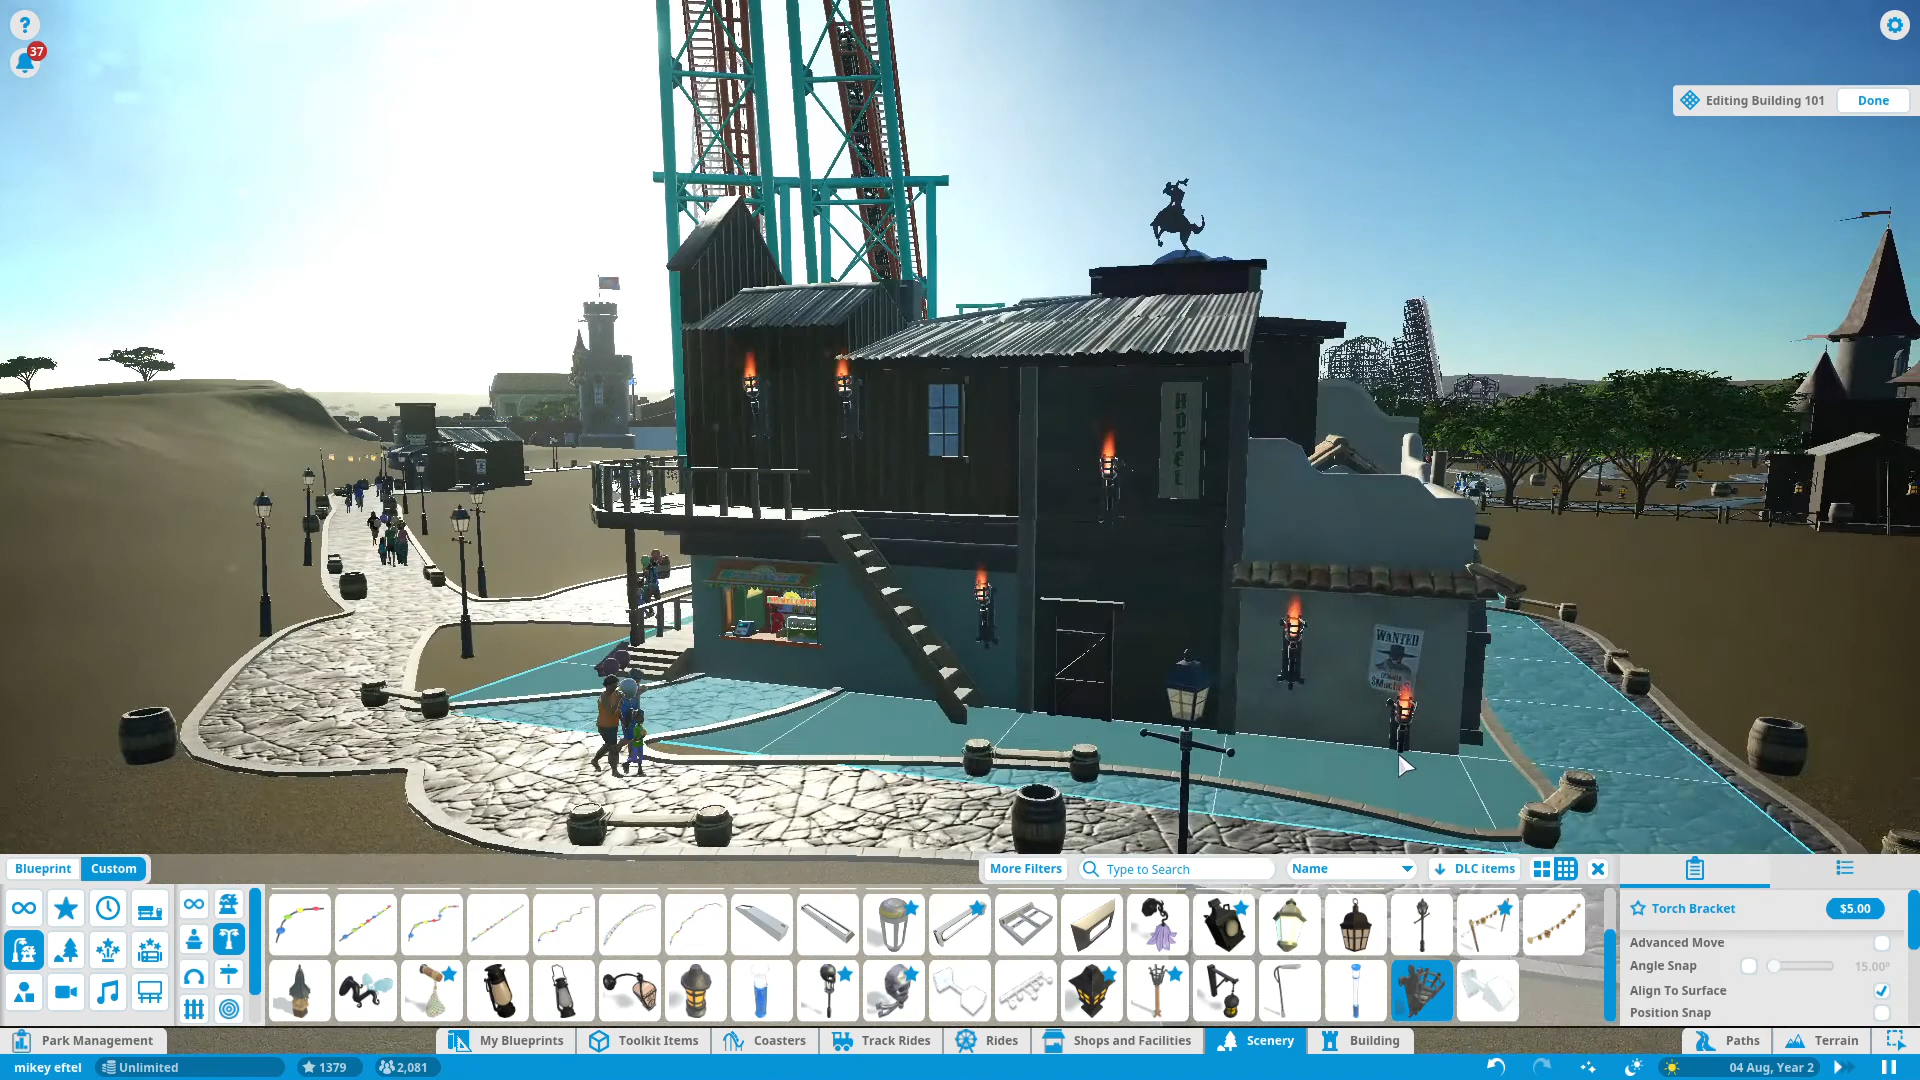 ?
37
Editing Building 101
Done
HOTEL
WANTED
Blueprint
Custom
More Filters
Type to Search
Name
DLC items
Torch Bracket
$5.00
Advanced Move
Angle Snap
15.00°
Align To Surface
Position Snap
Park Management
My Blueprints
Toolkit Items
Coasters
Track Rides
Rides
Shops and Facilities
Scenery
Building
Paths
Terrain
mikey eftel
Unlimited
1379
2,081
04 Aug, Year 2